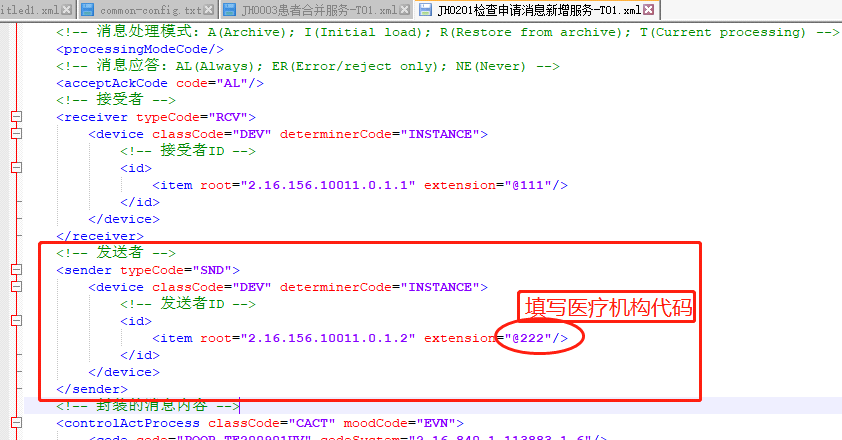 itled1.xml common-config.txt JH0003患者合并服务-T01.xml JH0201检查申请消息新增服务-T01.xml
<!-- 消息处理模式: A(Archive); I(Initial load); R(Restore from archive); T(Current processing) -->
<processingModeCode/>
<!-- 消息应答: AL(Always); ER(Error/reject only); NE(Never) -->
<acceptAckCode code="AL"/>
<!-- 接受者 -->
<receiver typeCode="RCV">
<device classCode="DEV" determinerCode="INSTANCE">
<!-- 接受者ID -->
<id>
<item root="2.16.156.10011.0.1.1" extension="@111"/>
</id>
</device>
</receiver>
<!-- 发送者 -->
<sender typeCode="SND">
<device classCode="DEV" determinerCode="INSTANCE">
<!-- 发送者ID -->
填写医疗机构代码
<id>
<item root="2.16.156.10011.0.1.2" extension="@222"/>
</id>
</device>
</sender>
<!-- 封装的消息内容 -->
<controlActProcess classCode="CACT" moodCode="EVN">